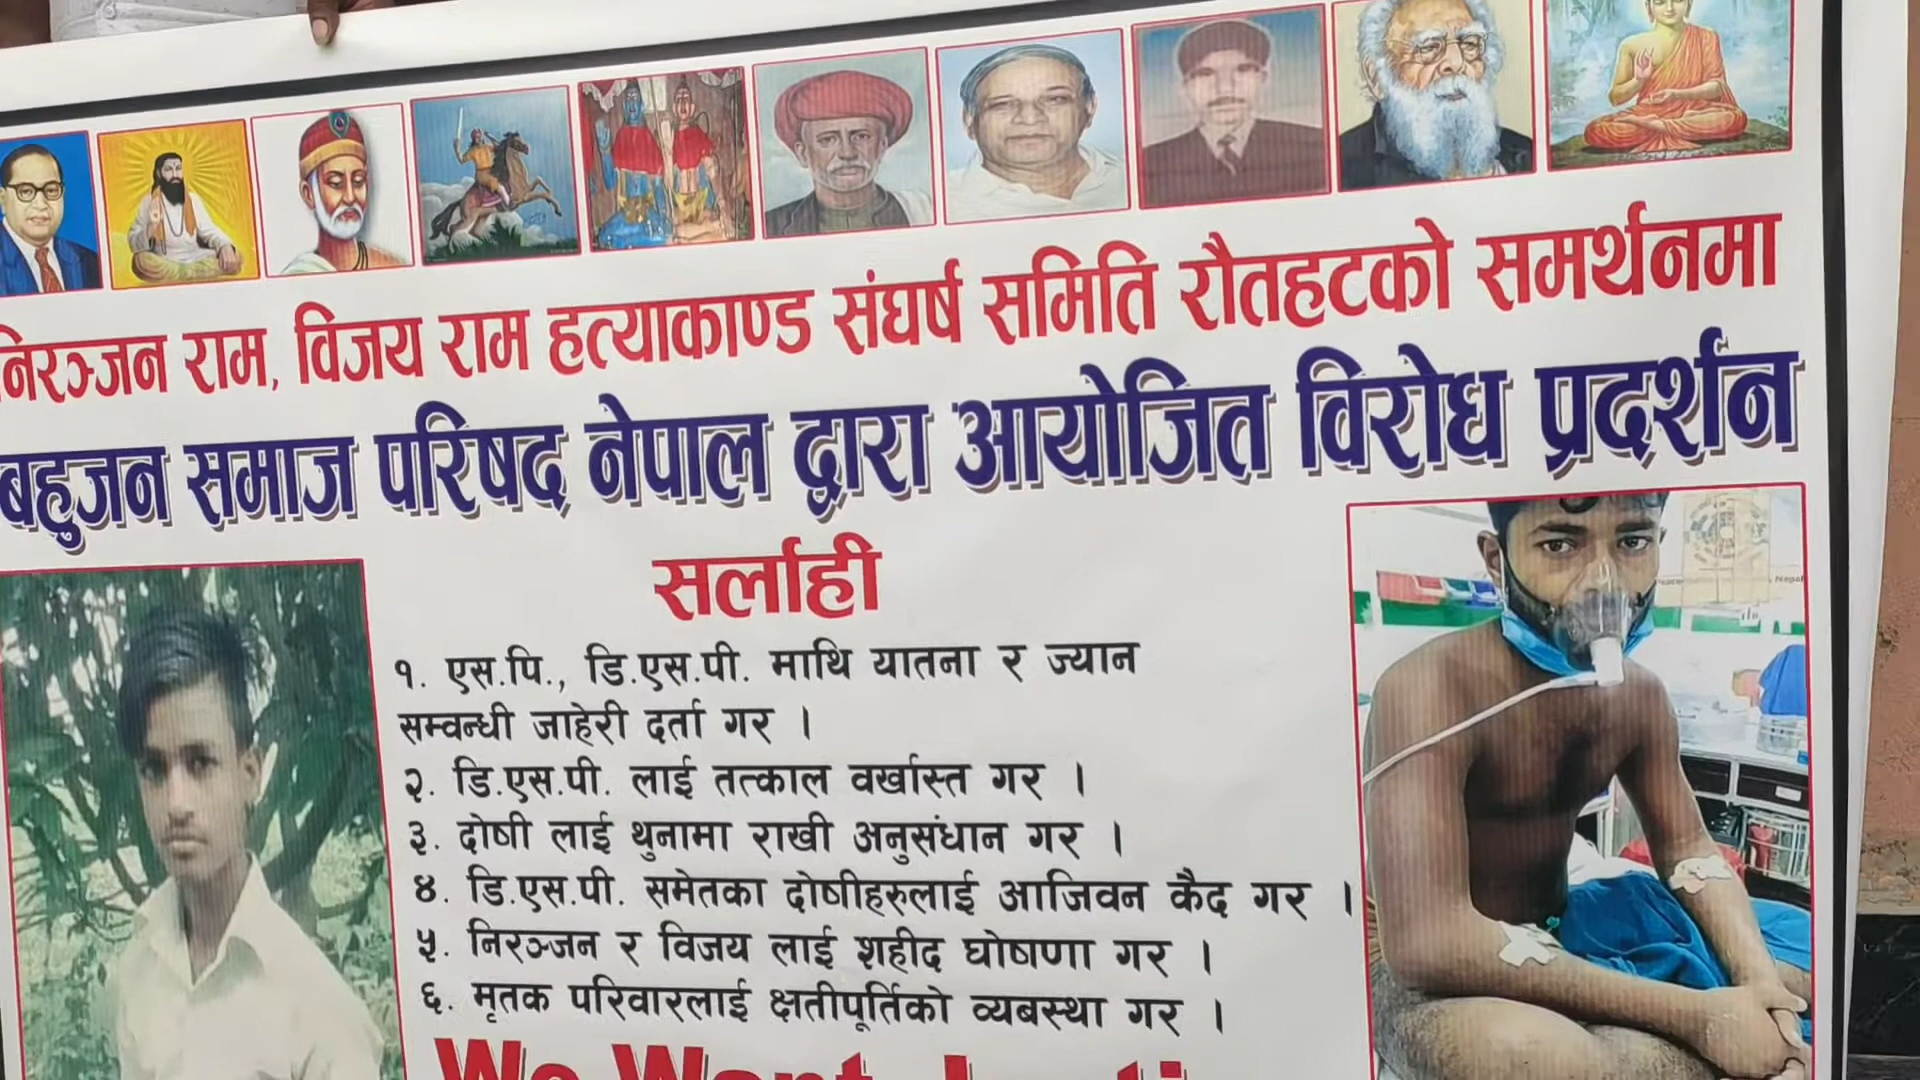 निरञ्जन राम, विजय राम हत्याकाण्ड संघर्ष समिति रौतहटको समर्थनमा
बहुजन समाज परिषद नेपाल द्वारा आयोजित विरोध प्रदर्शन
सर्लाही
१. एस.पि., डि.एस.पी. माथि यातना र ज्यान
सम्वन्धी जाहेरी दर्ता गर ।
२. डि.एस.पी. लाई तत्काल वर्खास्त गर ।
३. दोषी लाई थुनामा राखी अनुसंधान गर ।
४. डि.एस.पी. समेतका दोषीहरुलाई आजिवन कैद गर ।
५. निरञ्जन र विजय लाई शहीद घोषणा गर ।
६. मृतक परिवारलाई क्षतीपूर्तिको व्यबस्था गर ।
We Want